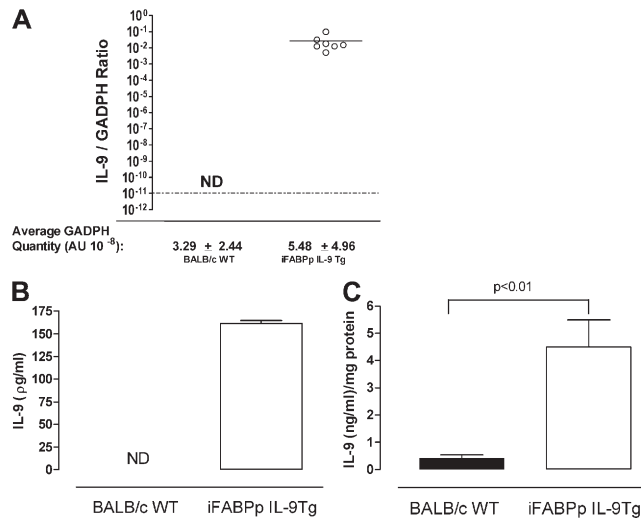 A
IL-9 / GADPH Ratio
10⁰
10⁻¹
10⁻²
10⁻³
10⁻⁴
10⁻⁵
10⁻⁶
10⁻⁷
10⁻⁸
10⁻⁹
10⁻¹⁰
10⁻¹¹
10⁻¹²
ND
Average GADPH
Quantity (AU 10 ⁻⁸): 3.29 ± 2.44 5.48 ± 4.96
BALB/c WT iFABPp IL-9 Tg
B
IL-9 (ρg/ml)
175
150
125
100
75
50
25
0
ND
BALB/c WT iFABPp IL-9Tg
C
IL-9 (ng/ml)/mg protein
p<0.01
6
5
4
3
2
1
0
BALB/c WT iFABPp IL-9Tg